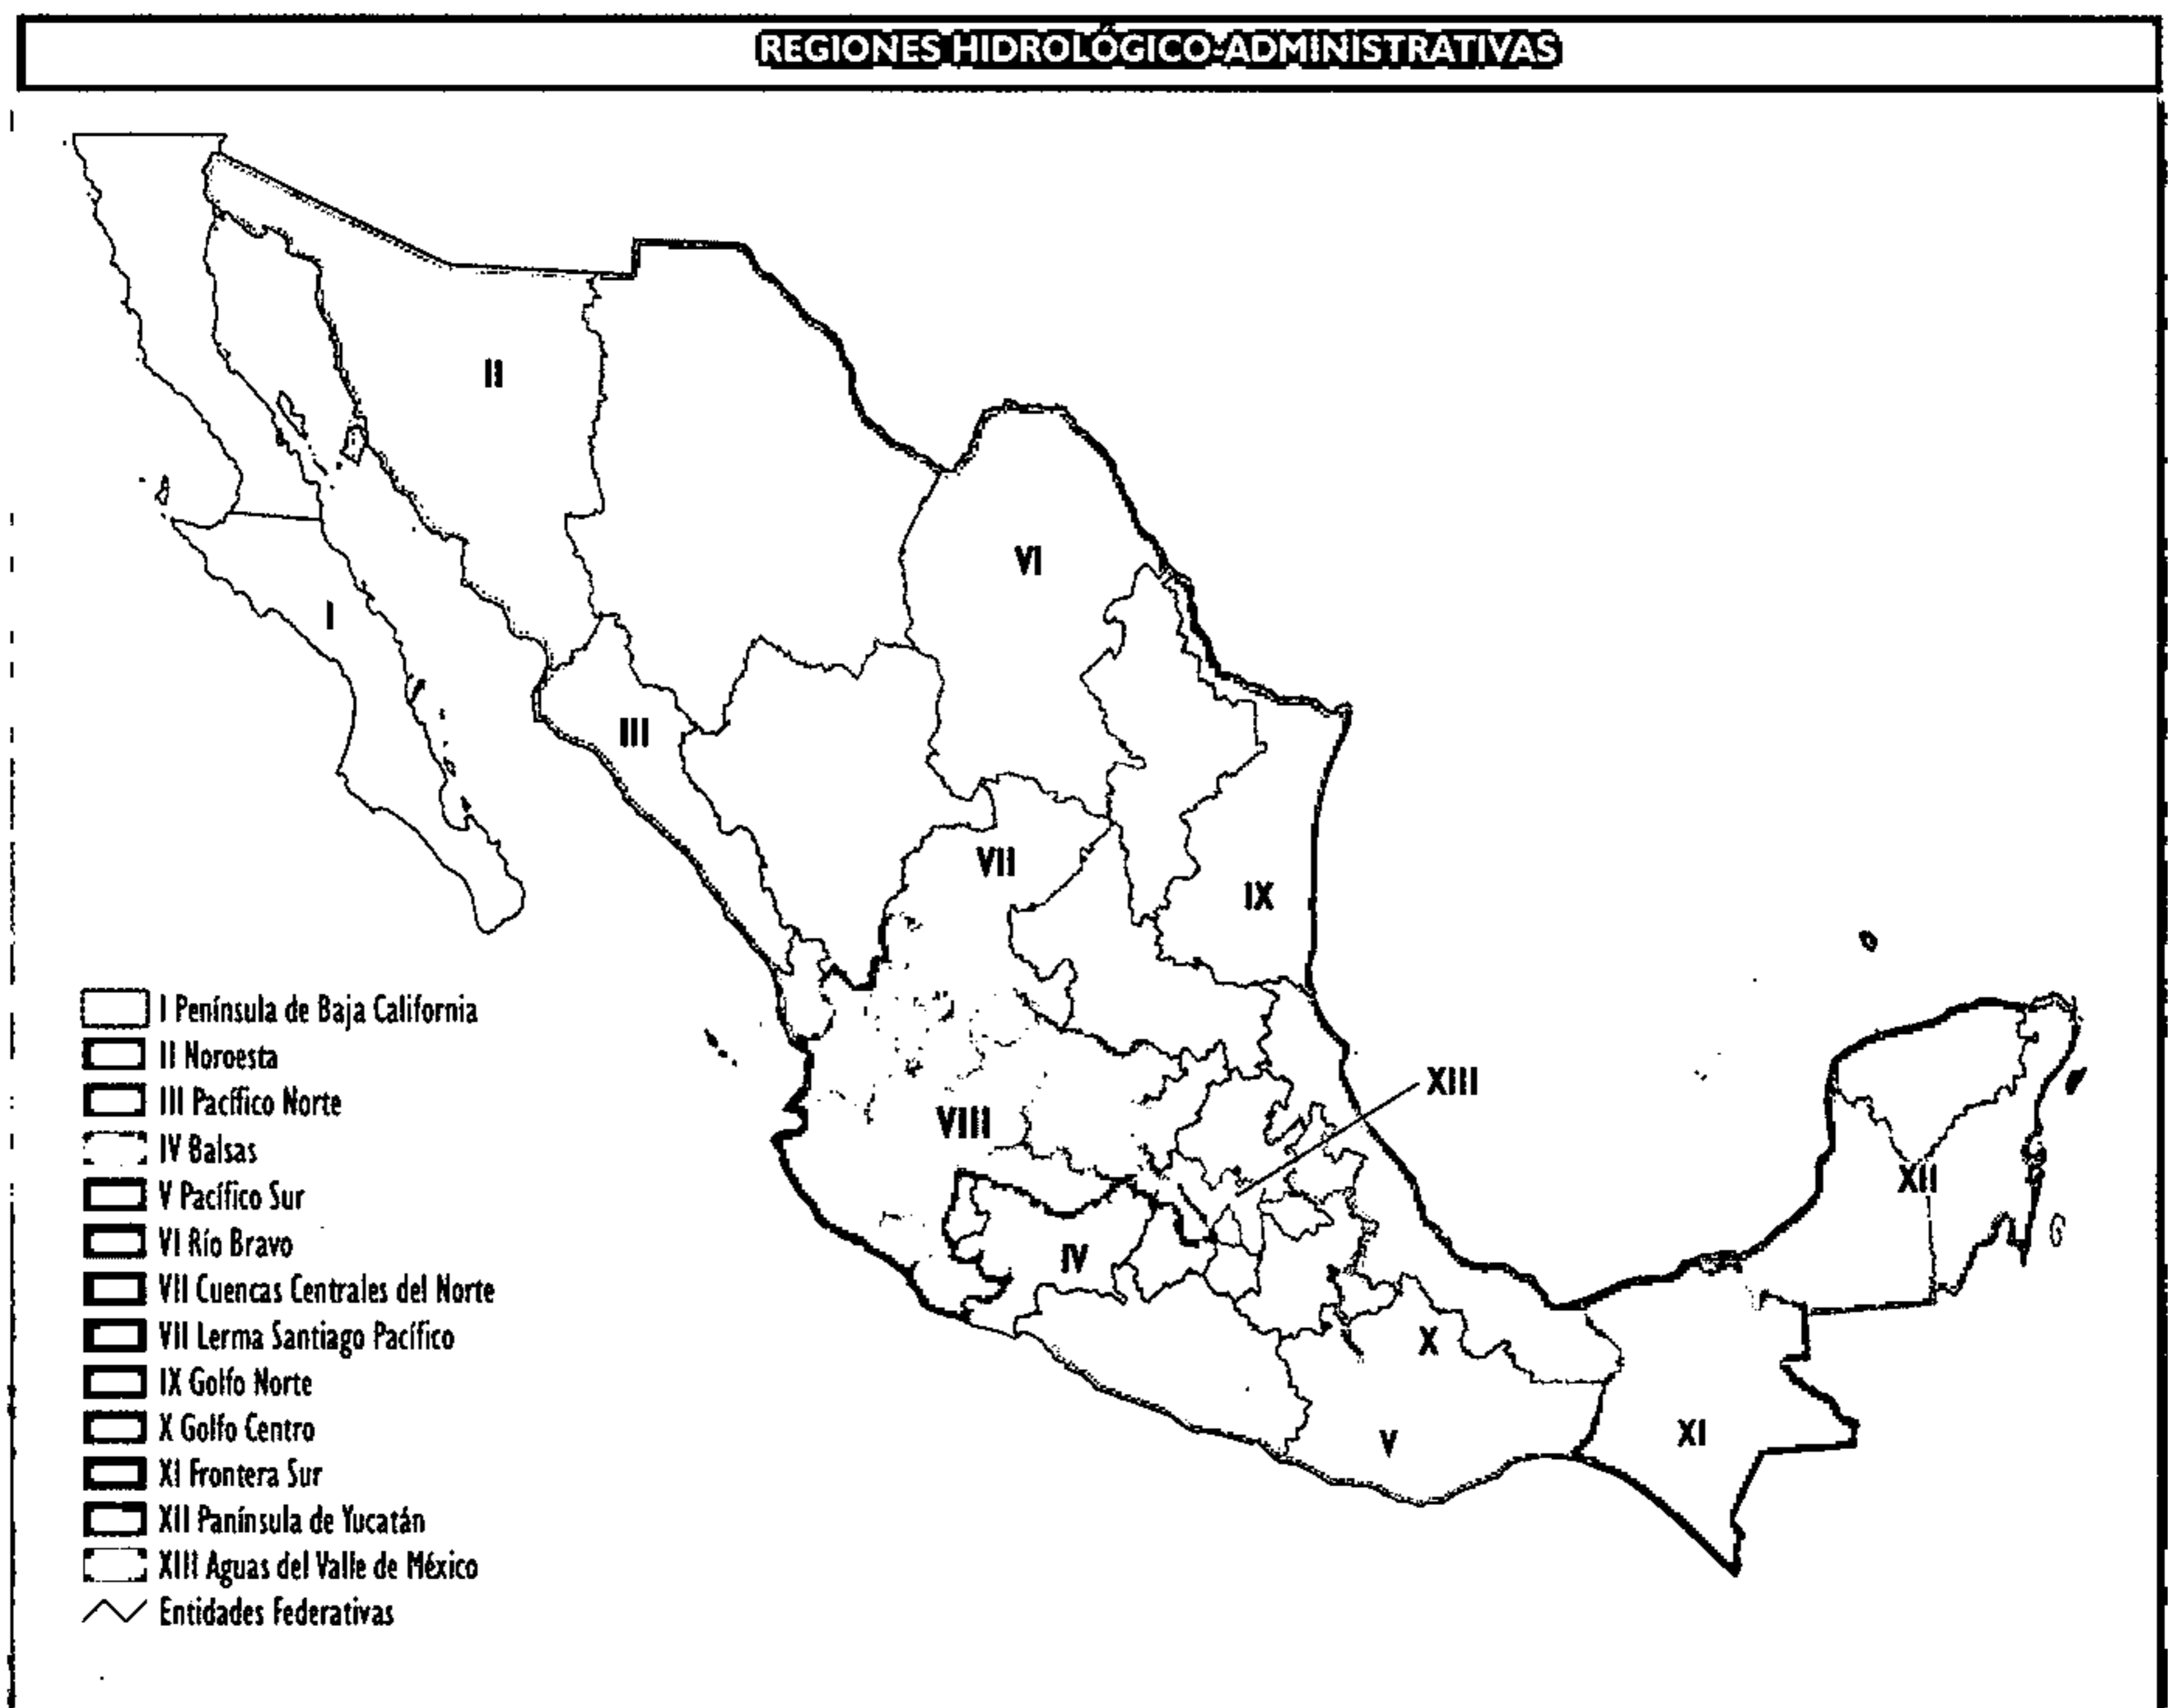 REGIONES HIDROLÓGICO-ADMINISTRATIVAS
II
VI
I
III
VII
IX
XIII
VIII
XII
IV
X
XI
V
I Península de Baja California
II Noroesta
III Pacífico Norte
IV Balsas
V Pacífico Sur
VI Río Bravo
VII Cuencas Centrales del Norte
VII Lerma Santiago Pacífico
IX Golfo Norte
X Golfo Centro
XI Frontera Sur
XII Panínsula de Yucatán
XIII Aguas del Valle de México
Entidades Federativas